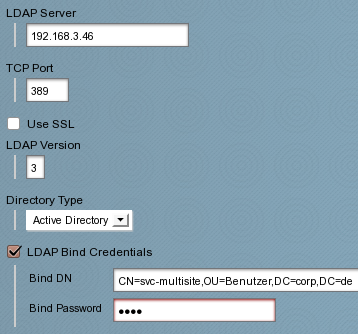 LDAP Server
192.168.3.46
TCP Port
389
Use SSL
LDAP Version
3
Directory Type
Active Directory
LDAP Bind Credentials
Bind DN
CN=svc-multisite,OU=Benutzer,DC=corp,DC=de
Bind Password
••••